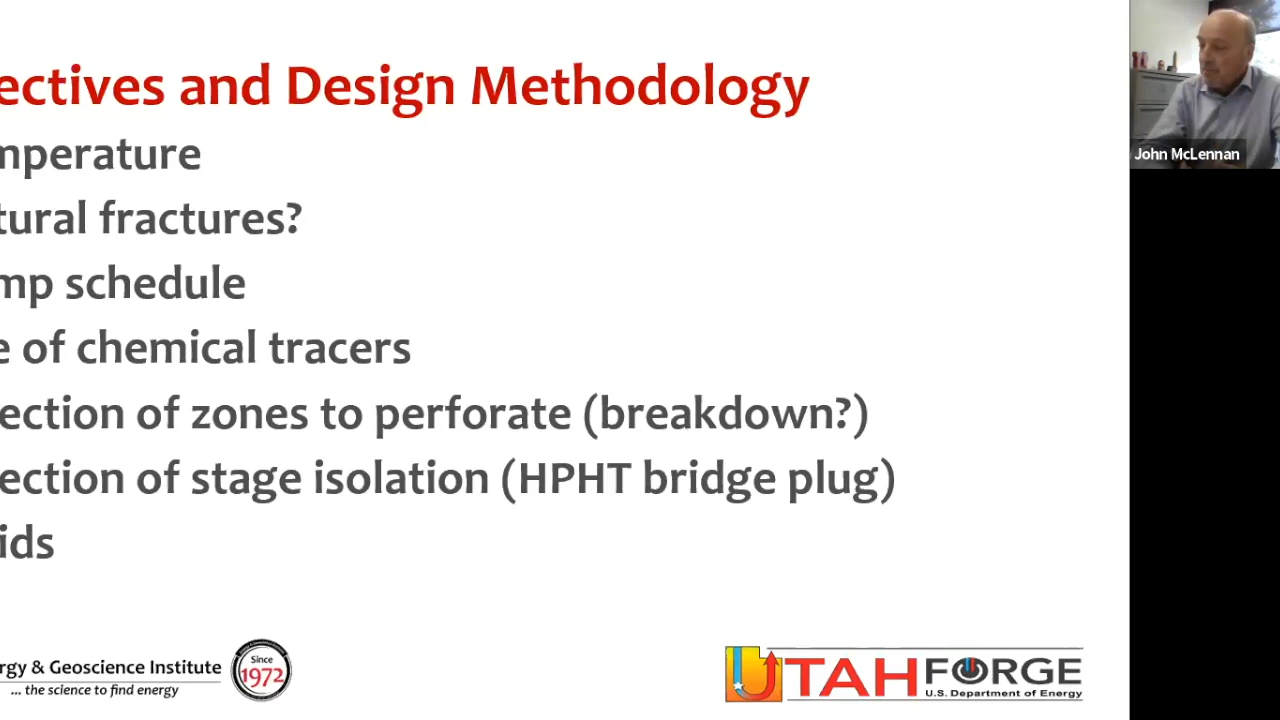 ectives and Design Methodology
mperature
tural fractures?
mp schedule
e of chemical tracers
ection of zones to perforate (breakdown?)
ection of stage isolation (HPHT bridge plug)
ids
John McLennan
rgy & Geoscience Institute
... the science to find energy
Since
1972
UTAH FORGE
U.S. Department of Energy